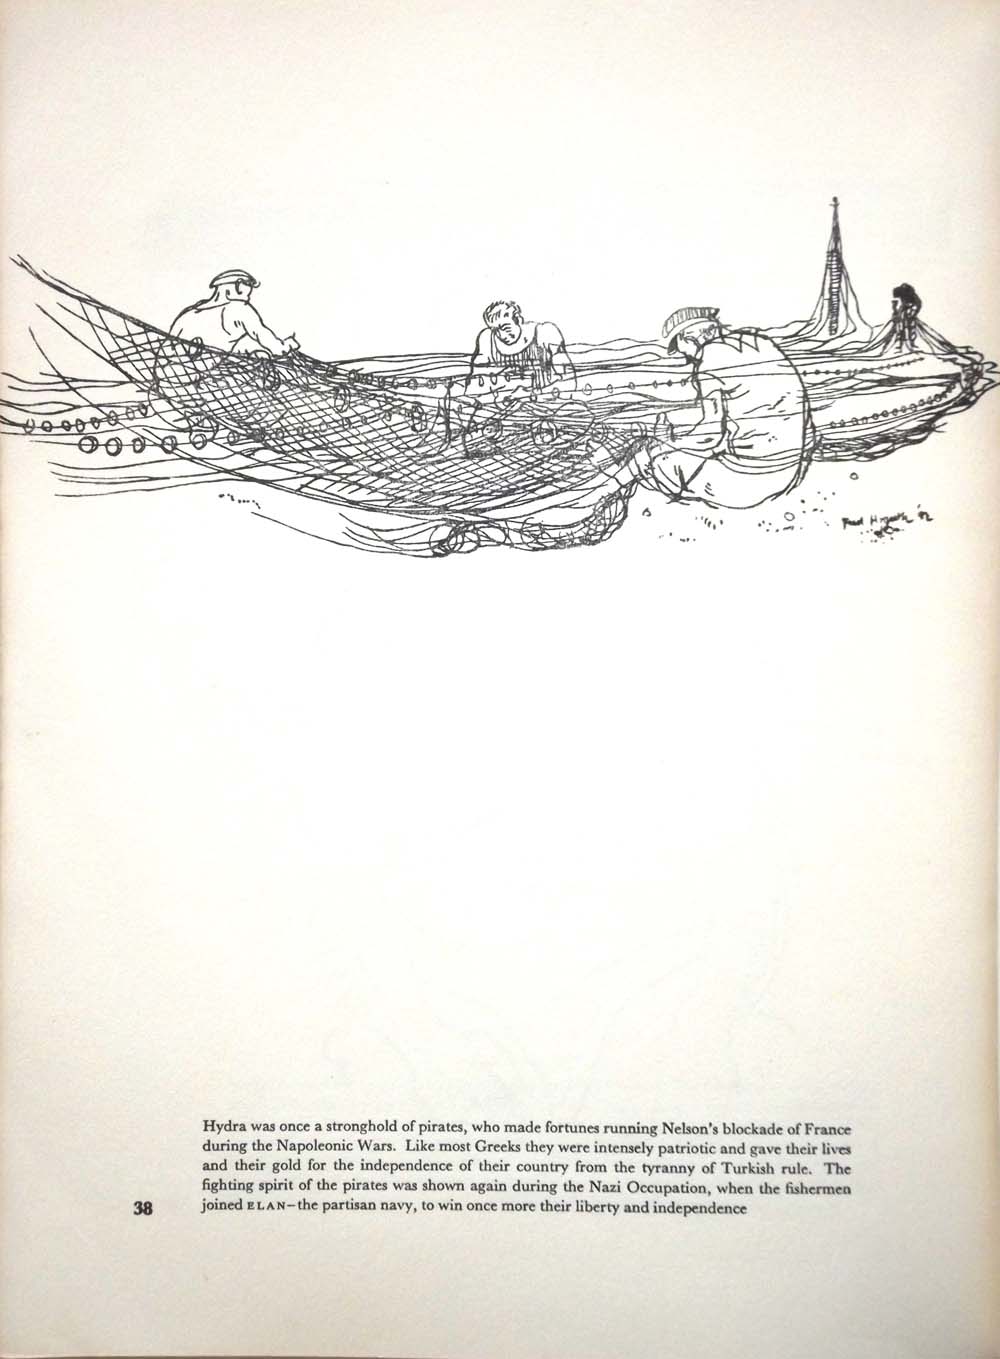 Hydra was once a stronghold of pirates, who made fortunes running Nelson's blockade of France
during the Napoleonic Wars. Like most Greeks they were intensely patriotic and gave their lives
and their gold for the independence of their country from the tyranny of Turkish rule. The
fighting spirit of the pirates was shown again during the Nazi Occupation, when the fishermen
joined ELAN–the partisan navy, to win once more their liberty and independence
38